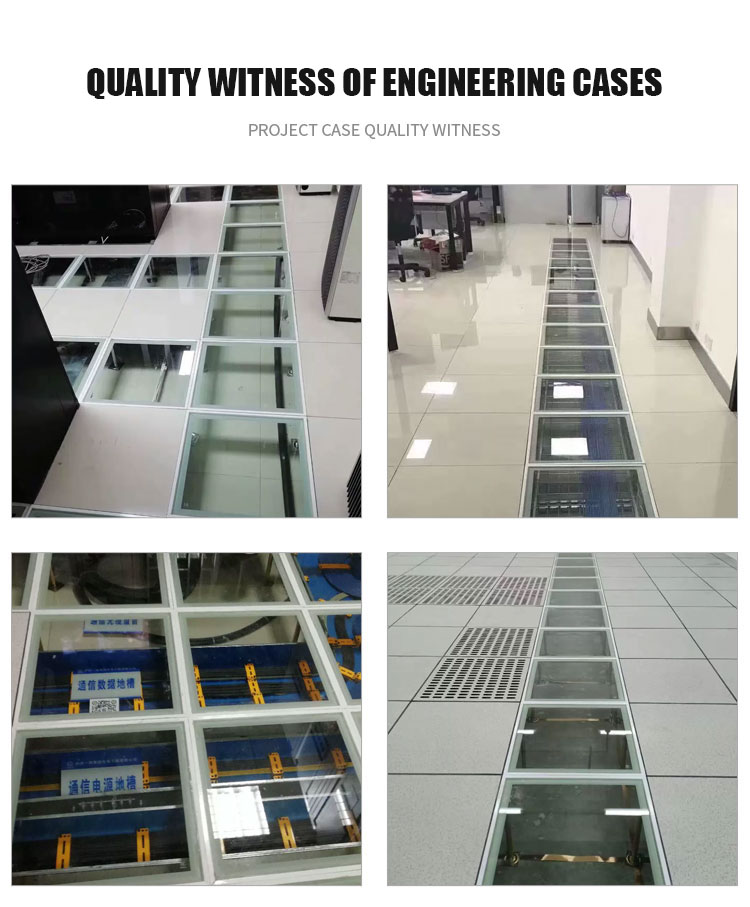 QUALITY WITNESS OF ENGINEERING CASES
PROJECT CASE QUALITY WITNESS
通信数据地槽
通信电源地槽